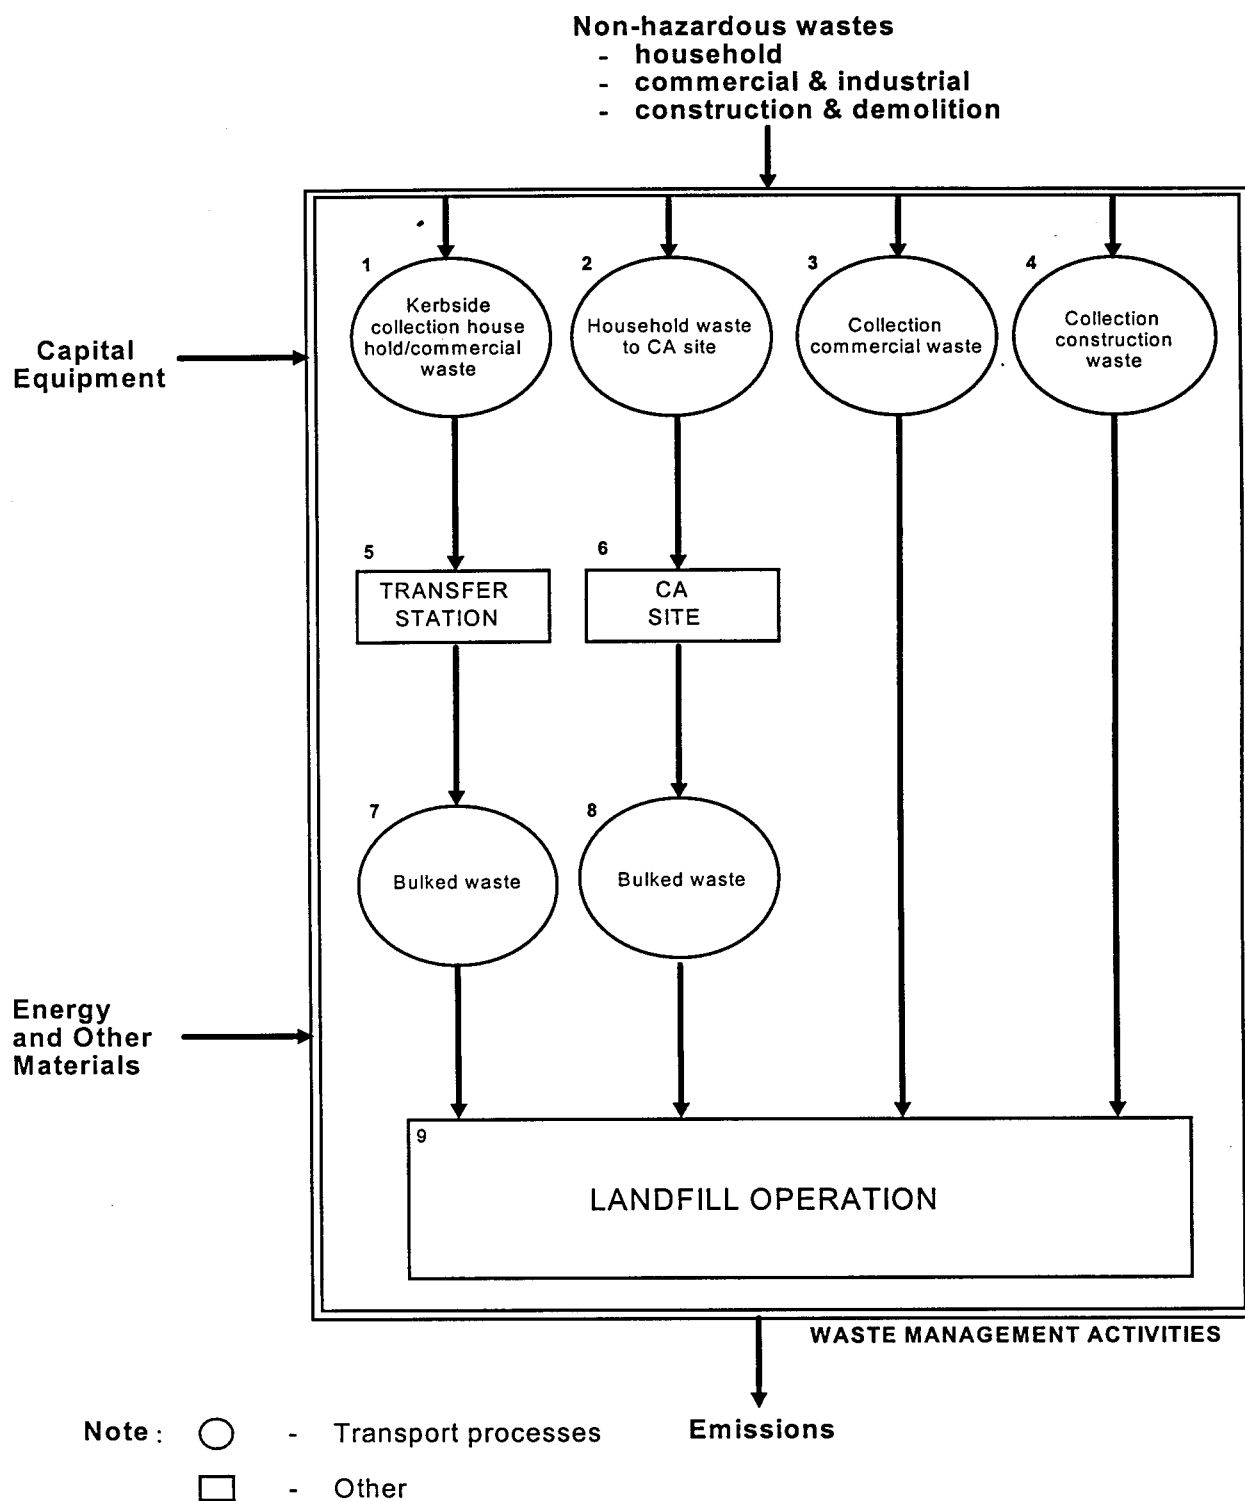 Non-hazardous wastes
- household
- commercial & industrial
- construction & demolition
Capital
Equipment
1
Kerbside
collection house
hold/commercial
waste
2
Household waste
to CA site
3
Collection
commercial waste
4
Collection
construction
waste
5
TRANSFER
STATION
6
CA
SITE
7
Bulked waste
8
Bulked waste
Energy
and Other
Materials
9
LANDFILL OPERATION
WASTE MANAGEMENT ACTIVITIES
Emissions
Note :
- Transport processes
- Other